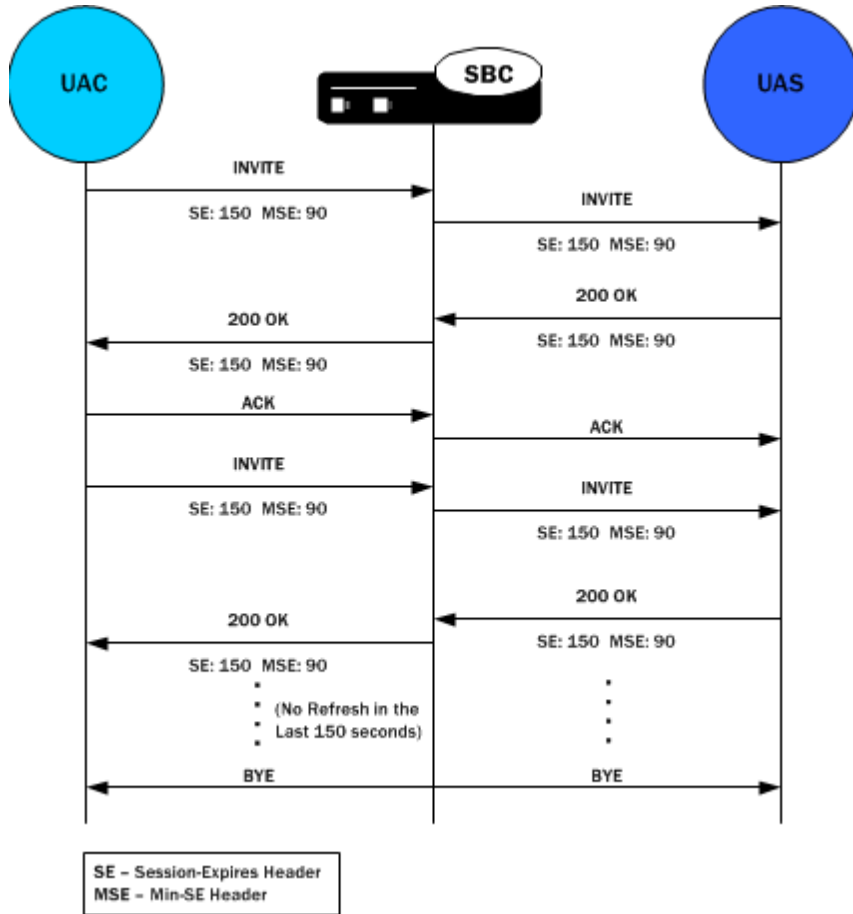 UAC
SBC
UAS
INVITE
SE: 150 MSE: 90
INVITE
SE: 150 MSE: 90
200 OK
SE: 150 MSE: 90
200 OK
SE: 150 MSE: 90
ACK
ACK
INVITE
SE: 150 MSE: 90
INVITE
SE: 150 MSE: 90
200 OK
SE: 150 MSE: 90
200 OK
SE: 150 MSE: 90
(No Refresh in the
Last 150 seconds)
BYE
BYE
SE – Session-Expires Header
MSE – Min-SE Header